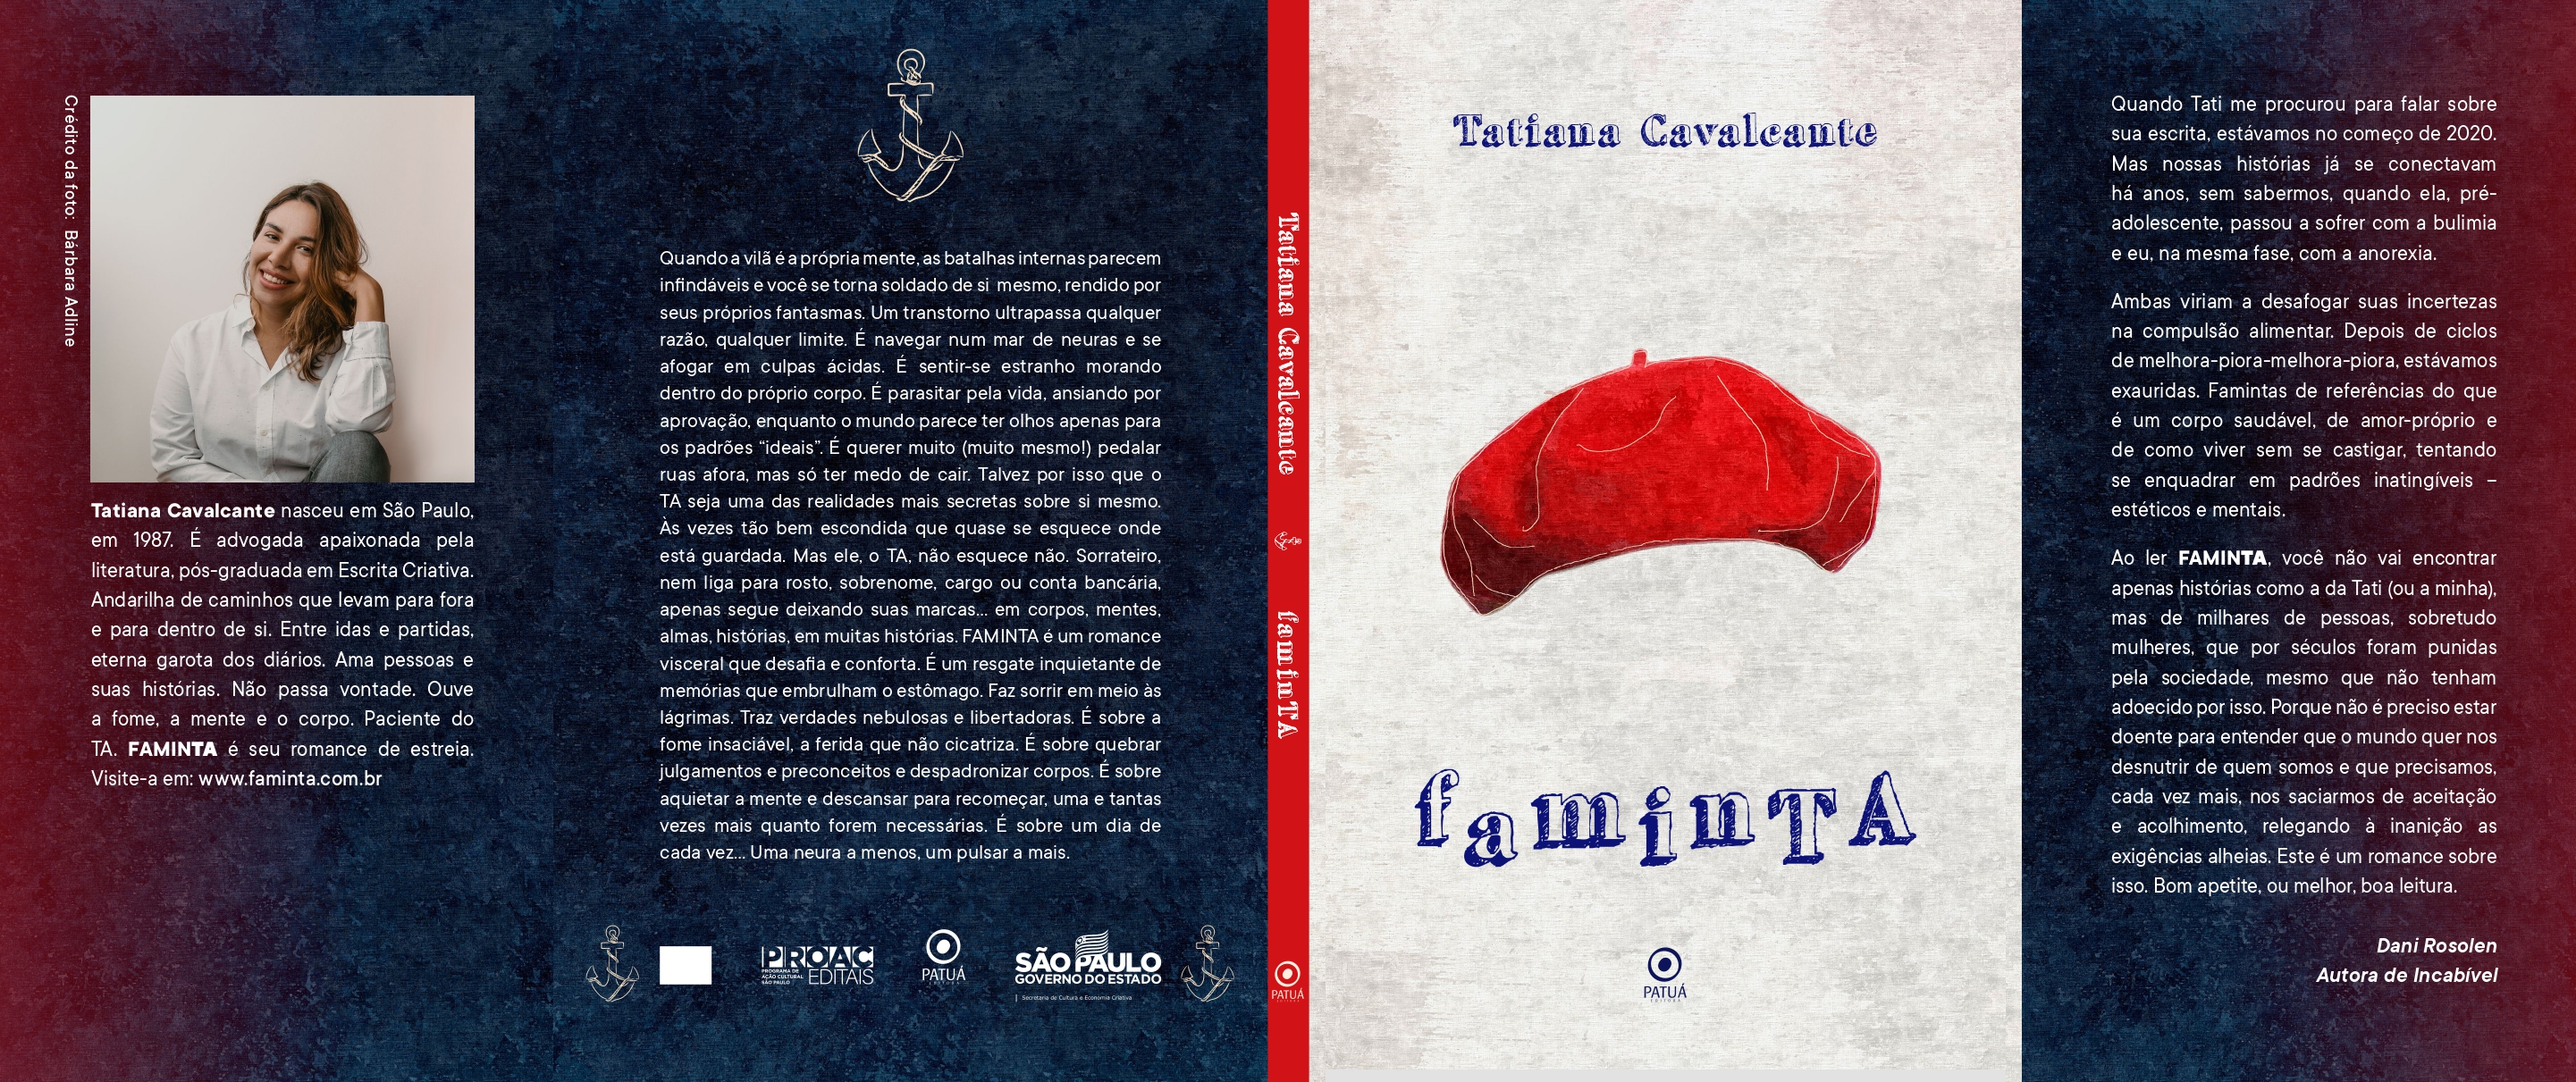 Crédito da foto: Bárbara Adline
Tatiana Cavalcante nasceu em São Paulo,
em 1987. É advogada apaixonada pela
literatura, pós-graduada em Escrita Criativa.
Andarilha de caminhos que levam para fora
e para dentro de si. Entre idas e partidas,
eterna garota dos diários. Ama pessoas e
suas histórias. Não passa vontade. Ouve
a fome, a mente e o corpo. Paciente do
TA. FAMINTA é seu romance de estreia.
Visite-a em: www.faminta.com.br
Quando a vilã é a própria mente, as batalhas internas parecem
infindáveis e você se torna soldado de si mesmo, rendido por
seus próprios fantasmas. Um transtorno ultrapassa qualquer
razão, qualquer limite. É navegar num mar de neuras e se
afogar em culpas ácidas. É sentir-se estranho morando
dentro do próprio corpo. É parasitar pela vida, ansiando por
aprovação, enquanto o mundo parece ter olhos apenas para
os padrões “ideais”. É querer muito (muito mesmo!) pedalar
ruas afora, mas só ter medo de cair. Talvez por isso que o
TA seja uma das realidades mais secretas sobre si mesmo.
Às vezes tão bem escondida que quase se esquece onde
está guardada. Mas ele, o TA, não esquece não. Sorrateiro,
nem liga para rosto, sobrenome, cargo ou conta bancária,
apenas segue deixando suas marcas... em corpos, mentes,
almas, histórias, em muitas histórias. FAMINTA é um romance
visceral que desafia e conforta. É um resgate inquietante de
memórias que embrulham o estômago. Faz sorrir em meio às
lágrimas. Traz verdades nebulosas e libertadoras. É sobre a
fome insaciável, a ferida que não cicatriza. É sobre quebrar
julgamentos e preconceitos e despadronizar corpos. É sobre
aquietar a mente e descansar para recomeçar, uma e tantas
vezes mais quanto forem necessárias. É sobre um dia de
cada vez... Uma neura a menos, um pulsar a mais.
PROAC
PROGRAMA DE
AÇÃO CULTURAL
SÃO PAULO
EDITAIS
PATUÁ
EDITORA
SÃO PAULO
GOVERNO DO ESTADO
Secretaria de Cultura e Economia Criativa
Tatiana Cavalcante
faminTA
PATUÁ
EDITORA
Tatiana Cavalcante
faminTA
PATUÁ
EDITORA
Quando Tati me procurou para falar sobre
sua escrita, estávamos no começo de 2020.
Mas nossas histórias já se conectavam
há anos, sem sabermos, quando ela, pré-
adolescente, passou a sofrer com a bulimia
e eu, na mesma fase, com a anorexia.
Ambas viriam a desafogar suas incertezas
na compulsão alimentar. Depois de ciclos
de melhora-piora-melhora-piora, estávamos
exauridas. Famintas de referências do que
é um corpo saudável, de amor-próprio e
de como viver sem se castigar, tentando
se enquadrar em padrões inatingíveis –
estéticos e mentais.
Ao ler FAMINTA, você não vai encontrar
apenas histórias como a da Tati (ou a minha),
mas de milhares de pessoas, sobretudo
mulheres, que por séculos foram punidas
pela sociedade, mesmo que não tenham
adoecido por isso. Porque não é preciso estar
doente para entender que o mundo quer nos
desnutrir de quem somos e que precisamos,
cada vez mais, nos saciarmos de aceitação
e acolhimento, relegando à inanição as
exigências alheias. Este é um romance sobre
isso. Bom apetite, ou melhor, boa leitura.
Dani Rosolen
Autora de Incabível